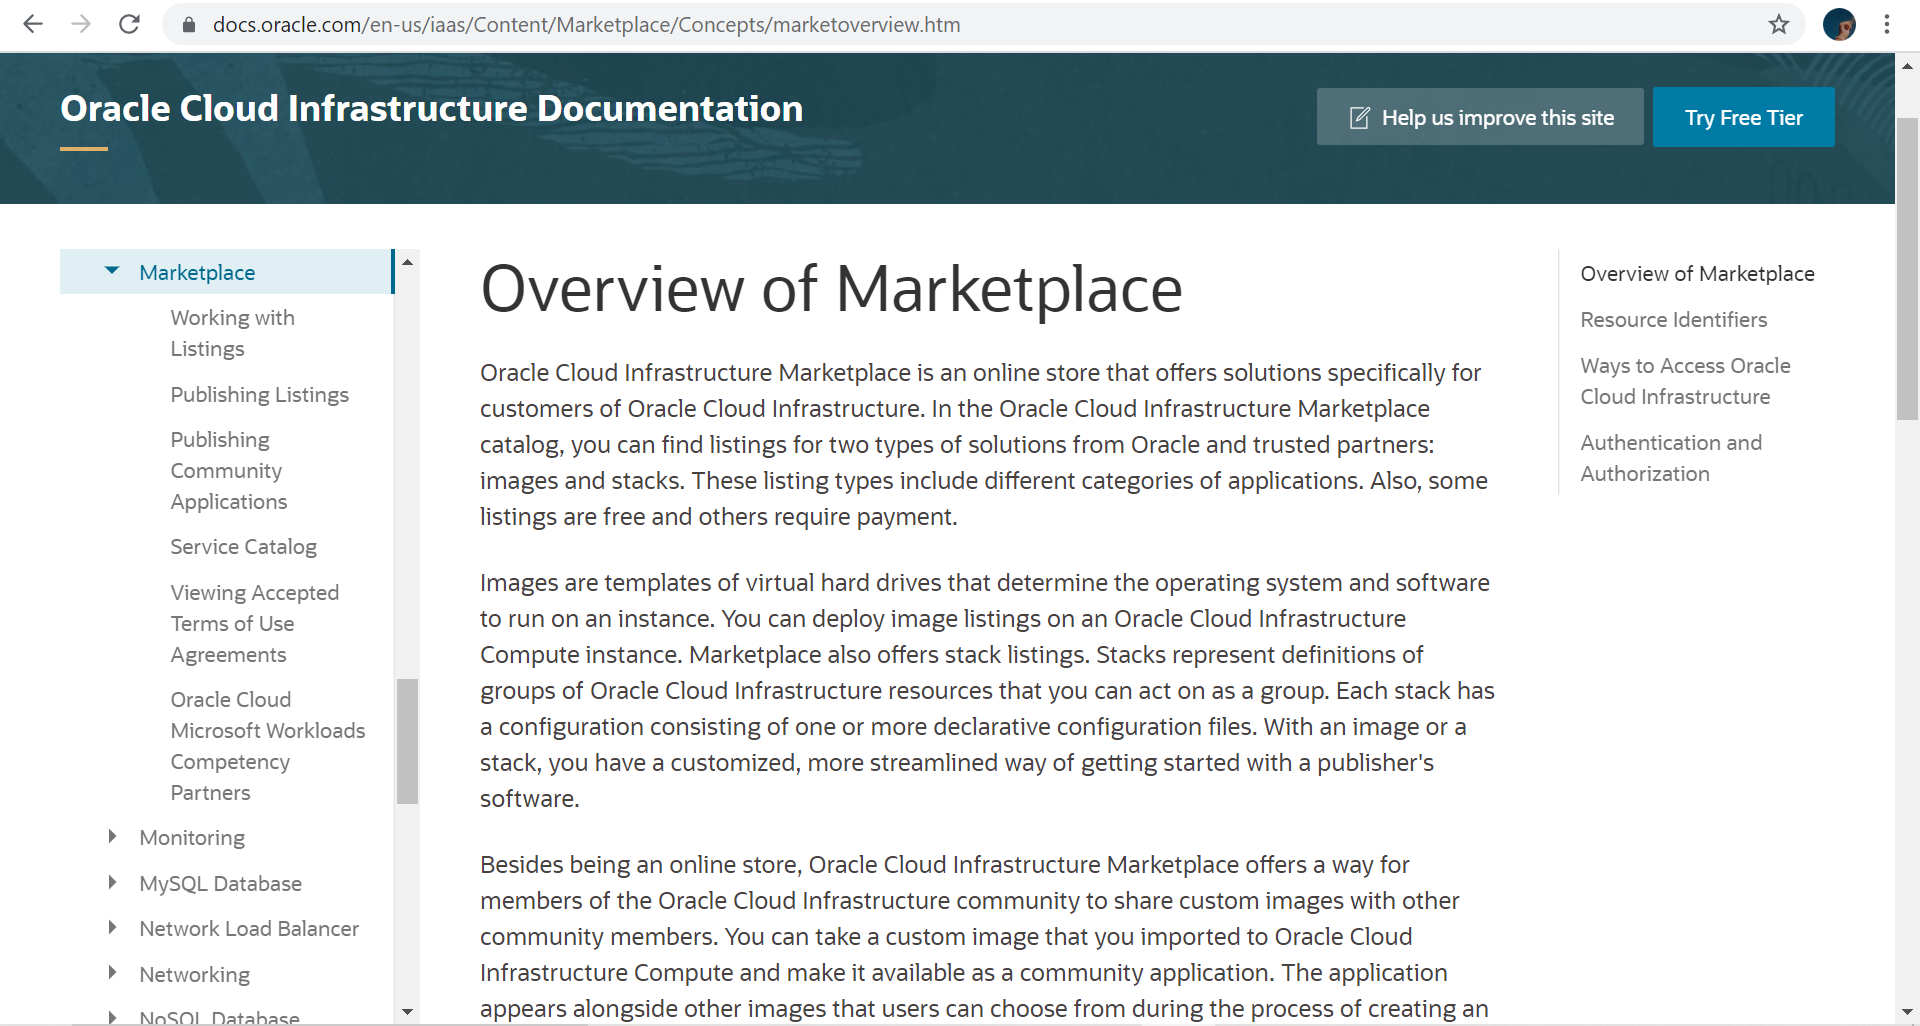 docs.oracle.com/en-us/iaas/Content/Marketplace/Concepts/marketoverview.htm
Oracle Cloud Infrastructure Documentation
Help us improve this site
Try Free Tier
Marketplace
Working with
Listings
Publishing Listings
Publishing
Community
Applications
Service Catalog
Viewing Accepted
Terms of Use
Agreements
Oracle Cloud
Microsoft Workloads
Competency
Partners
Monitoring
MySQL Database
Network Load Balancer
Networking
NoSQL Database
Overview of Marketplace
Oracle Cloud Infrastructure Marketplace is an online store that offers solutions specifically for
customers of Oracle Cloud Infrastructure. In the Oracle Cloud Infrastructure Marketplace
catalog, you can find listings for two types of solutions from Oracle and trusted partners:
images and stacks. These listing types include different categories of applications. Also, some
listings are free and others require payment.
Images are templates of virtual hard drives that determine the operating system and software
to run on an instance. You can deploy image listings on an Oracle Cloud Infrastructure
Compute instance. Marketplace also offers stack listings. Stacks represent definitions of
groups of Oracle Cloud Infrastructure resources that you can act on as a group. Each stack has
a configuration consisting of one or more declarative configuration files. With an image or a
stack, you have a customized, more streamlined way of getting started with a publisher's
software.
Besides being an online store, Oracle Cloud Infrastructure Marketplace offers a way for
members of the Oracle Cloud Infrastructure community to share custom images with other
community members. You can take a custom image that you imported to Oracle Cloud
Infrastructure Compute and make it available as a community application. The application
appears alongside other images that users can choose from during the process of creating an
Overview of Marketplace
Resource Identifiers
Ways to Access Oracle
Cloud Infrastructure
Authentication and
Authorization